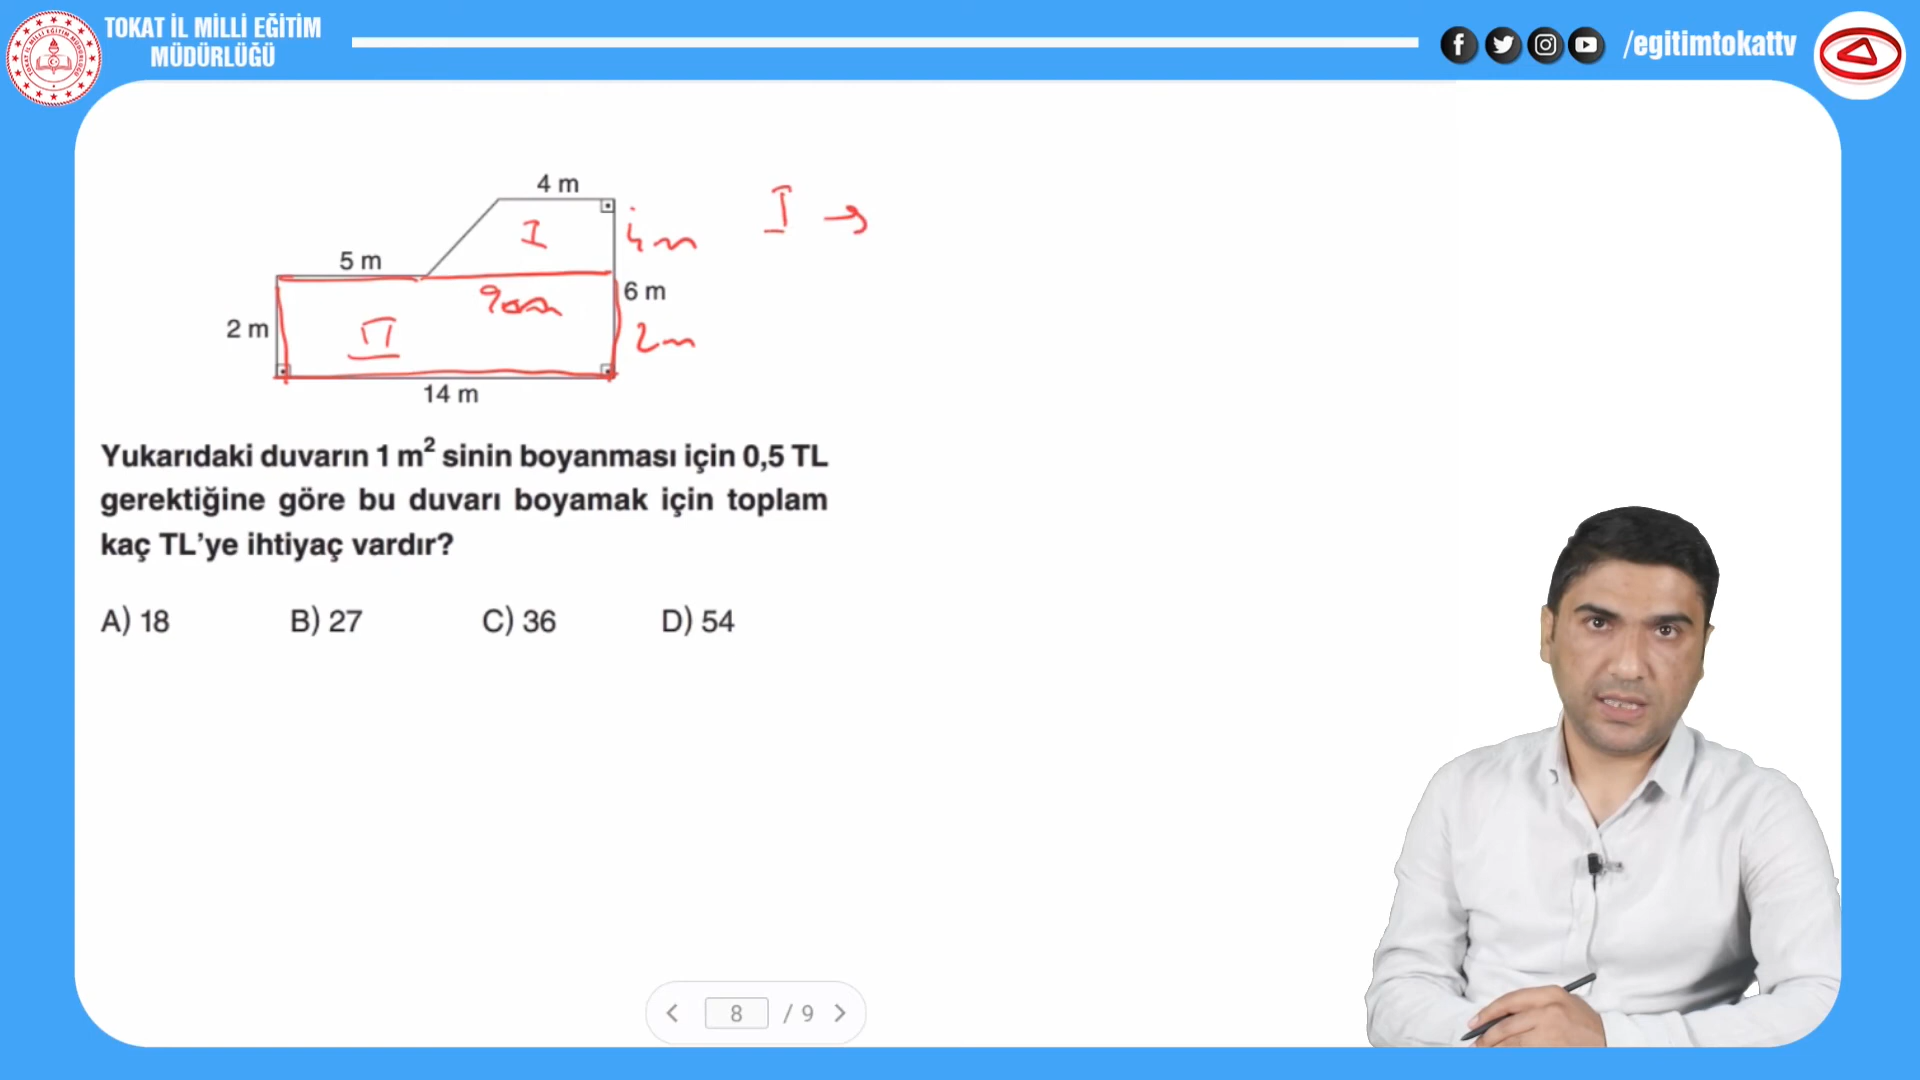 TOKAT İL MİLLİ EĞİTİM
MÜDÜRLÜĞÜ
/egitimtokattv
4 m
I
4m
I →
5 m
9cm
6 m
2 m
II
2m
14 m
Yukarıdaki duvarın 1 m² sinin boyanması için 0,5 TL
gerektiğine göre bu duvarı boyamak için toplam
kaç TL’ye ihtiyaç vardır?
A) 18 B) 27 C) 36 D) 54
8 / 9